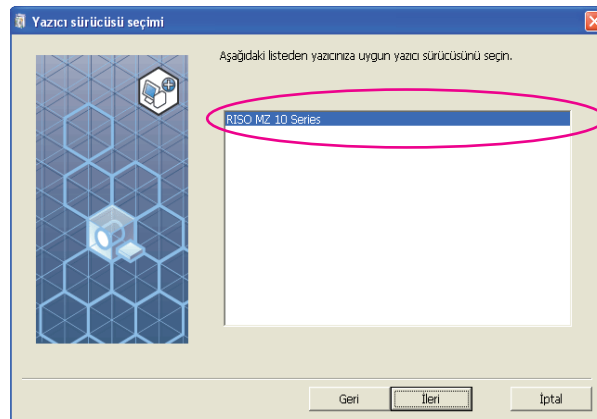 Yazıcı sürücüsü seçimi
Aşağıdaki listeden yazıcınıza uygun yazıcı sürücüsünü seçin.
RISO MZ 10 Series
Geri
İleri
İptal